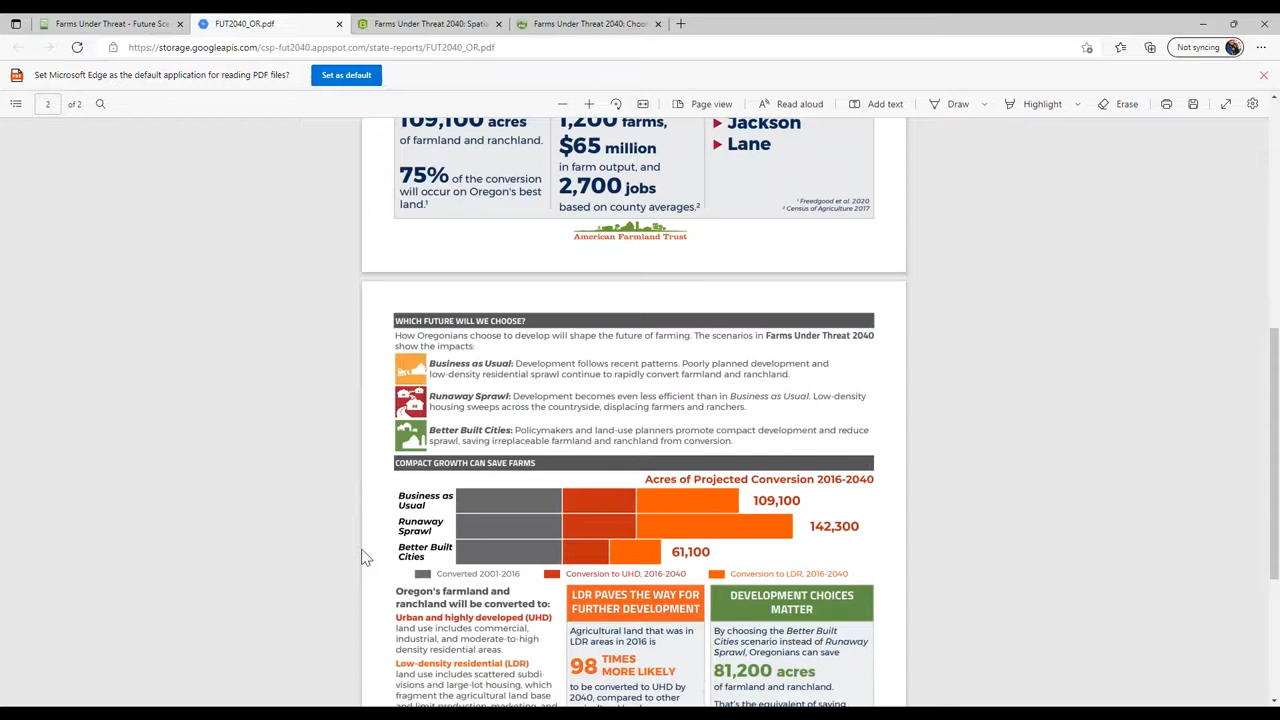 Farms Under Threat - Future Sce
FUT2040_OR.pdf
Farms Under Threat 2040: Spatia
Farms Under Threat 2040: Choos
https://storage.googleapis.com/csp-fut2040.appspot.com/state-reports/FUT2040_OR.pdf
Not syncing
Set Microsoft Edge as the default application for reading PDF files?
Set as default
2
of 2
Page view
Read aloud
Add text
Draw
Highlight
Erase
109,100 acres
of farmland and ranchland.
75% of the conversion
will occur on Oregon's best
land.¹
1,200 farms,
$65 million
in farm output, and
2,700 jobs
based on county averages.²
Jackson
Lane
¹ Freedgood et al. 2020
² Census of Agriculture 2017
American Farmland Trust
WHICH FUTURE WILL WE CHOOSE?
How Oregonians choose to develop will shape the future of farming. The scenarios in Farms Under Threat 2040
show the impacts:
Business as Usual: Development follows recent patterns. Poorly planned development and
low-density residential sprawl continue to rapidly convert farmland and ranchland.
Runaway Sprawl: Development becomes even less efficient than in Business as Usual. Low-density
housing sweeps across the countryside, displacing farmers and ranchers.
Better Built Cities: Policymakers and land-use planners promote compact development and reduce
sprawl, saving irreplaceable farmland and ranchland from conversion.
COMPACT GROWTH CAN SAVE FARMS
Acres of Projected Conversion 2016-2040
Business as
Usual
109,100
Runaway
Sprawl
142,300
Better Built
Cities
61,100
Converted 2001-2016
Conversion to UHD, 2016-2040
Conversion to LDR, 2016-2040
Oregon's farmland and
ranchland will be converted to:
Urban and highly developed (UHD)
land use includes commercial,
industrial, and moderate-to-high
density residential areas.
Low-density residential (LDR)
land use includes scattered subdi-
visions and large-lot housing, which
fragment the agricultural land base
and limit production, marketing, and
LDR PAVES THE WAY FOR
FURTHER DEVELOPMENT
Agricultural land that was in
LDR areas in 2016 is
98 TIMES
MORE LIKELY
to be converted to UHD by
2040, compared to other
DEVELOPMENT CHOICES
MATTER
By choosing the Better Built
Cities scenario instead of Runaway
Sprawl, Oregonians can save
81,200 acres
of farmland and ranchland.
That's the equivalent of saving